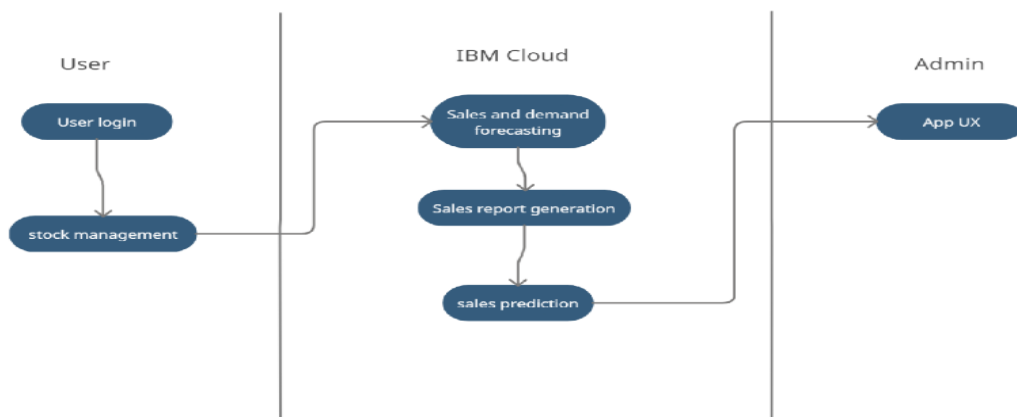 User
IBM Cloud
Admin
User login
Sales and demand
forecasting
App UX
stock management
Sales report generation
sales prediction